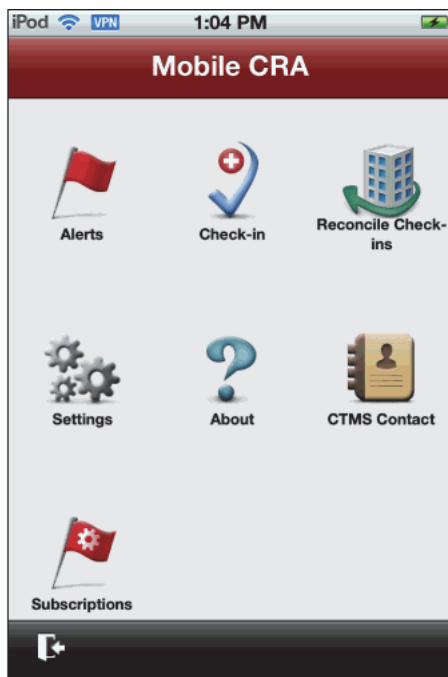 iPod VPN 1:04 PM
Mobile CRA
Alerts
Check-in
Reconcile Check-
ins
Settings
About
CTMS Contact
Subscriptions